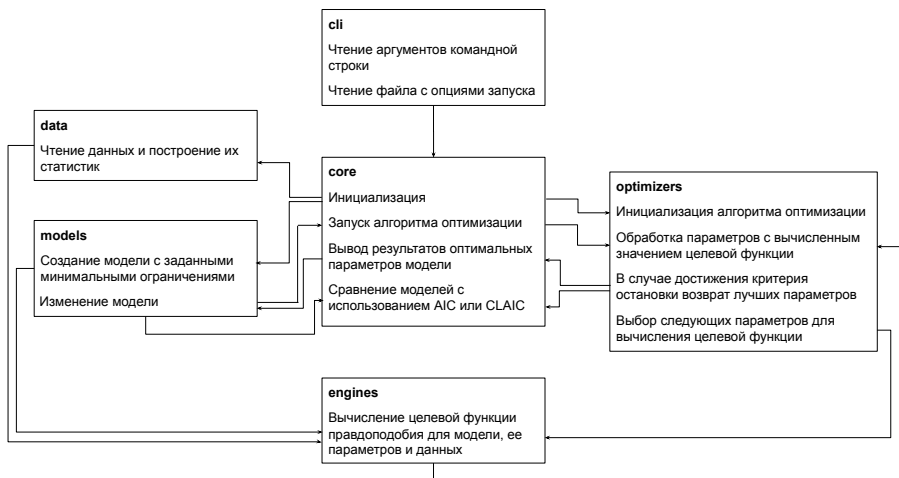 cli
Чтение аргументов командной
строки
Чтение файла с опциями запуска
data
Чтение данных и построение их
статистик
core
Инициализация
Запуск алгоритма оптимизации
Вывод результатов оптимальных
параметров модели
Сравнение моделей с
использованием AIC или CLAIC
optimizers
Инициализация алгоритма оптимизации
Обработка параметров с вычисленным
значением целевой функции
В случае достижения критерия
остановки возврат лучших параметров
Выбор следующих параметров для
вычисления целевой функции
models
Создание модели с заданными
минимальными ограничениями
Изменение модели
engines
Вычисление целевой функции
правдоподобия для модели, ее
параметров и данных